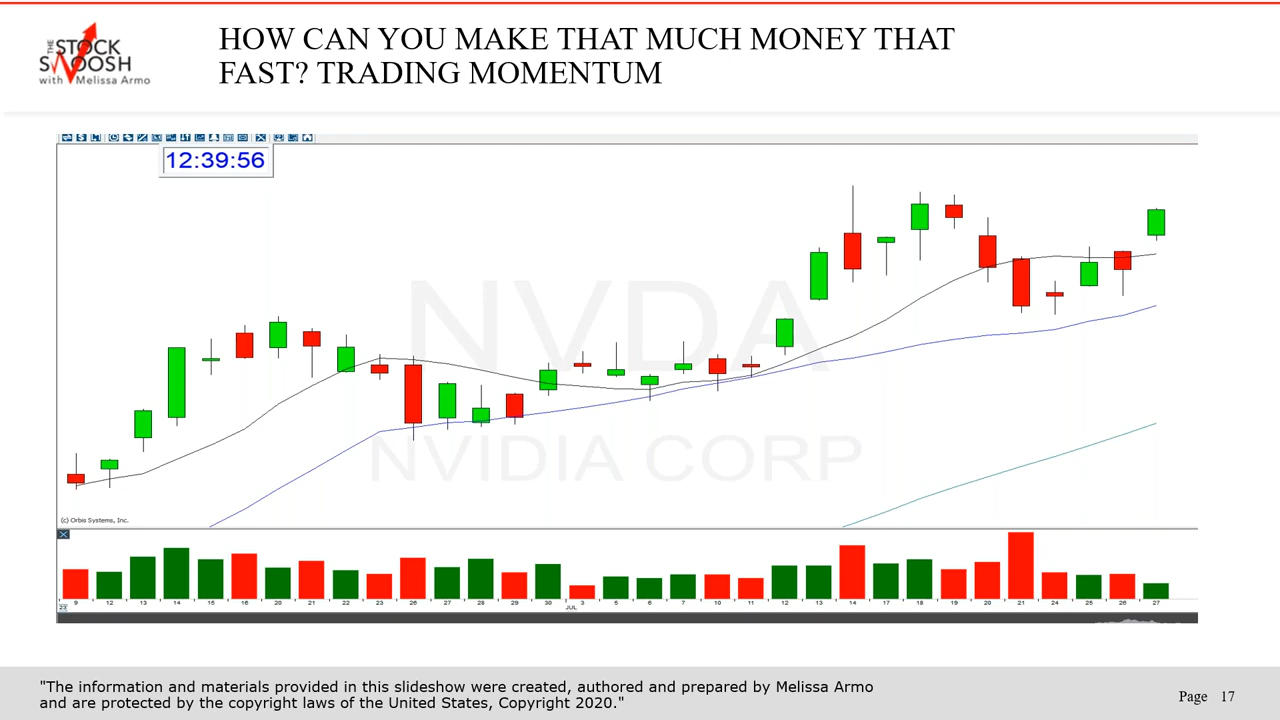 THE
STOCK
SWOOSH
with Melissa Armo
HOW CAN YOU MAKE THAT MUCH MONEY THAT
FAST? TRADING MOMENTUM
12:39:56
NVDA
NVIDIA CORP
(c) Orbis Systems, Inc.
9 12 13 14 15 16 20 21 22 23 26 27 28 29 30 3 5 6 7 10 11 12 13 14 17 18 19 20 21 24 25 26 27
23 JUL
"The information and materials provided in this slideshow were created, authored and prepared by Melissa Armo
and are protected by the copyright laws of the United States, Copyright 2020."
Page 17